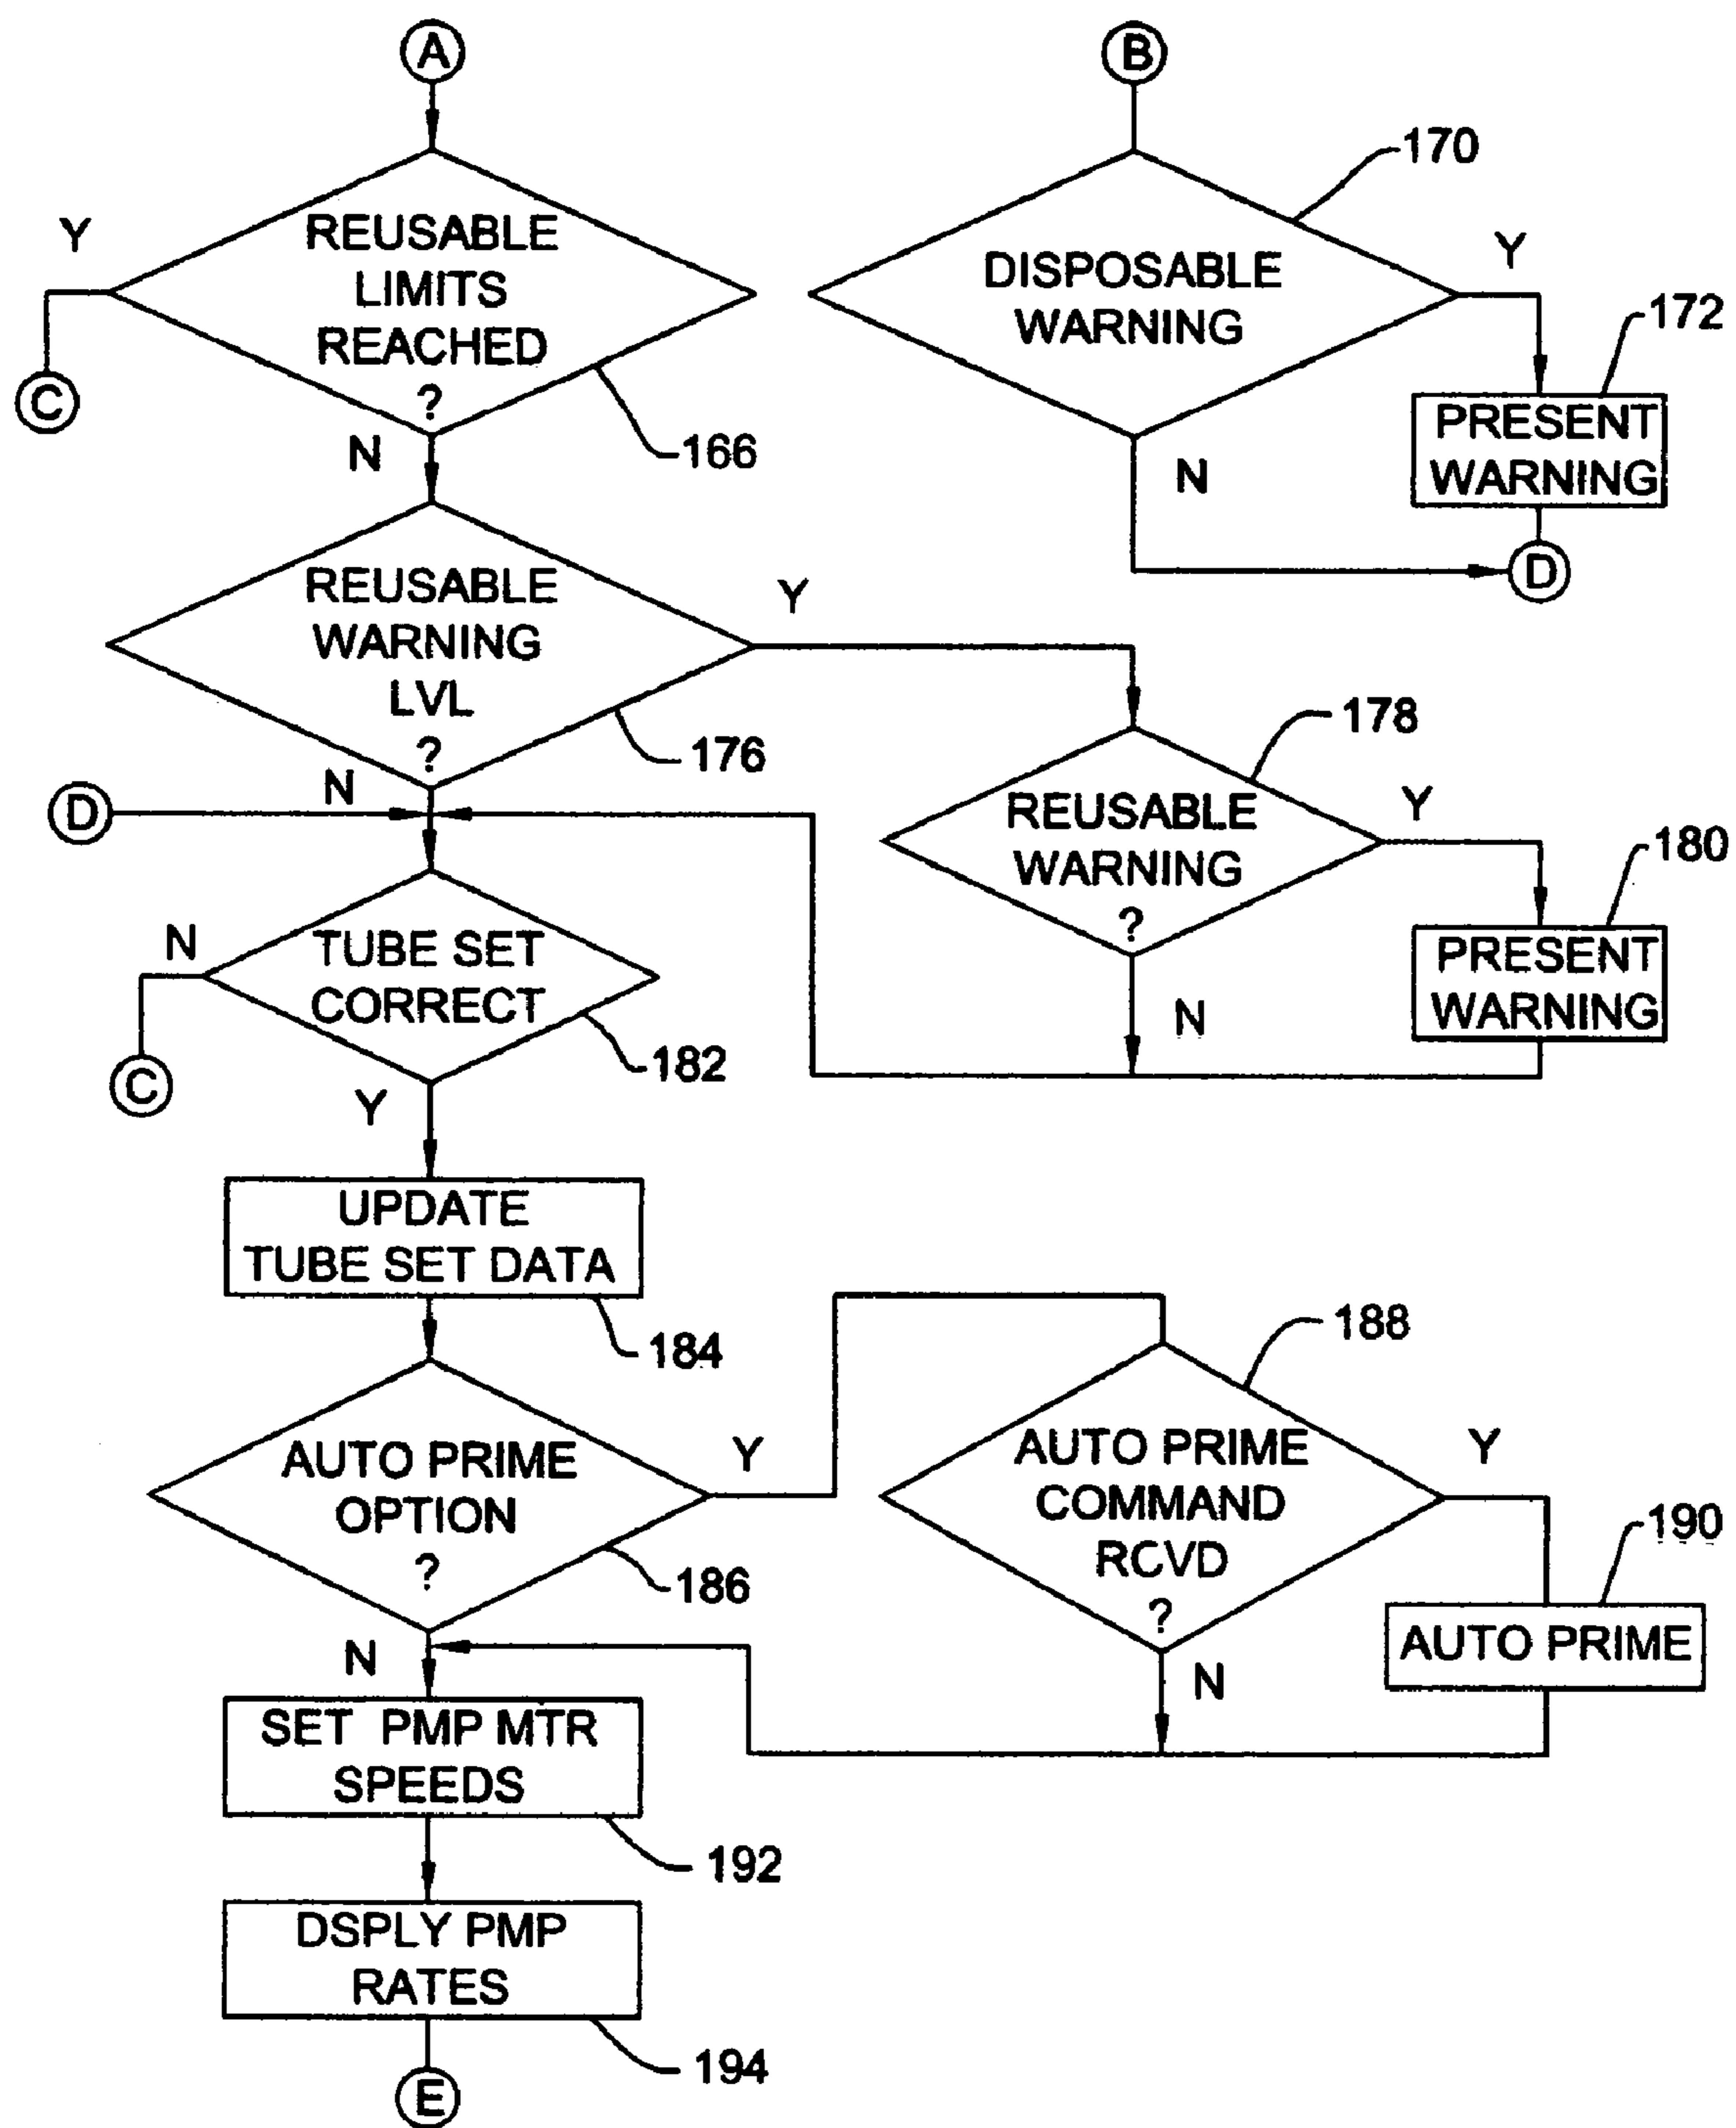 A
B
REUSABLE
LIMITS
REACHED
?
Y
C
N
166
DISPOSABLE
WARNING
170
Y
172
PRESENT
WARNING
N
D
REUSABLE
WARNING
LVL
?
Y
176
N
D
178
REUSABLE
WARNING
?
Y
180
PRESENT
WARNING
N
TUBE SET
CORRECT
N
C
182
Y
UPDATE
TUBE SET DATA
184
AUTO PRIME
OPTION
?
Y
186
N
188
AUTO PRIME
COMMAND
RCVD
?
Y
190
AUTO PRIME
N
SET PMP MTR
SPEEDS
192
DSPLY PMP
RATES
194
E